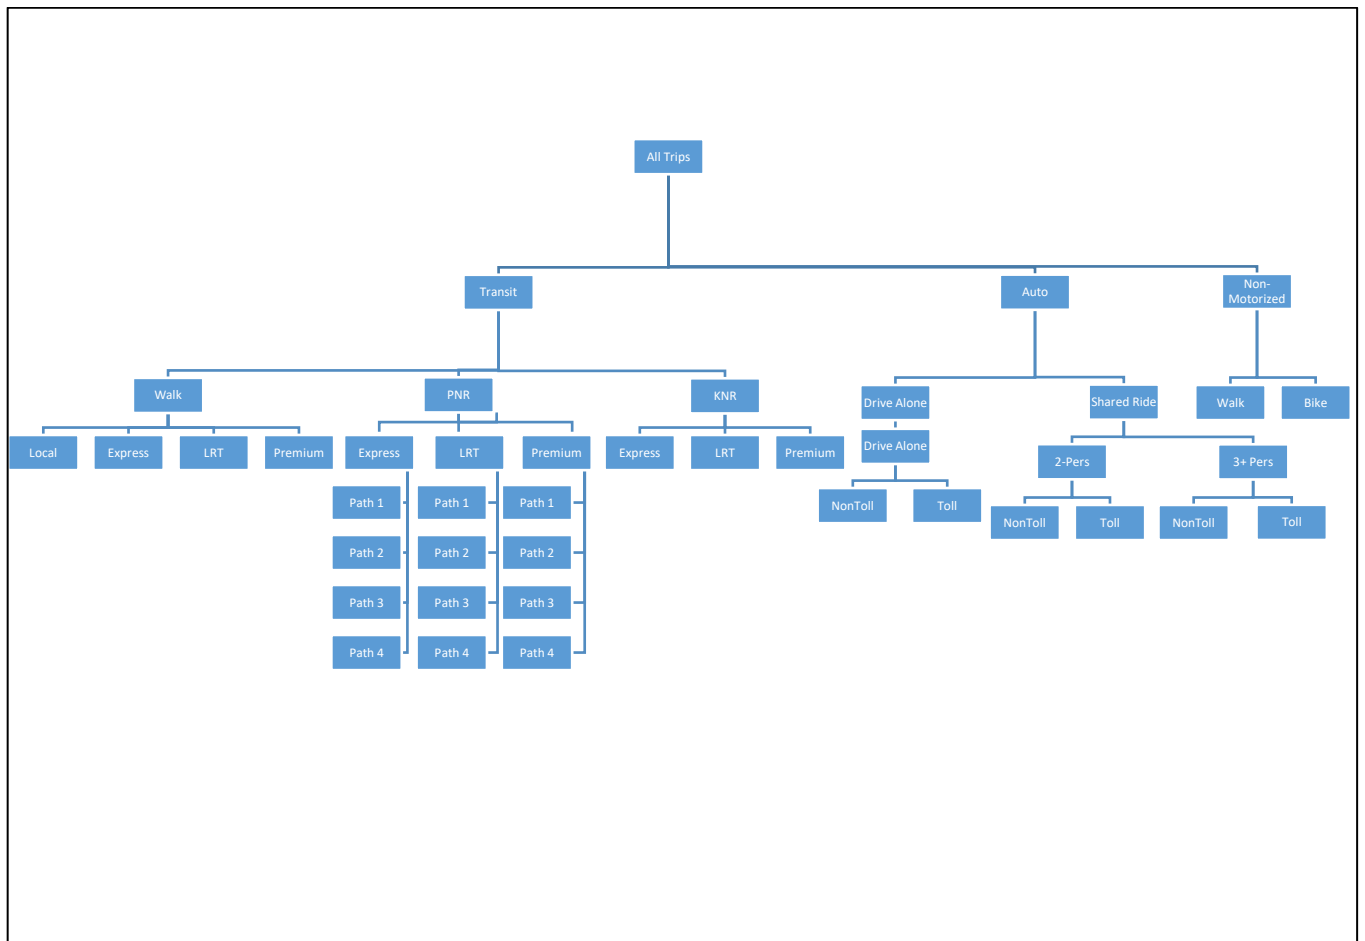 All Trips
Transit
Auto
Non-
Motorized
Walk
PNR
KNR
Drive Alone
Shared Ride
Walk
Bike
Local
Express
LRT
Premium
Express
LRT
Premium
Express
LRT
Premium
Drive Alone
2-Pers
3+ Pers
Path 1
Path 1
Path 1
NonToll
Toll
NonToll
Toll
NonToll
Toll
Path 2
Path 2
Path 2
Path 3
Path 3
Path 3
Path 4
Path 4
Path 4